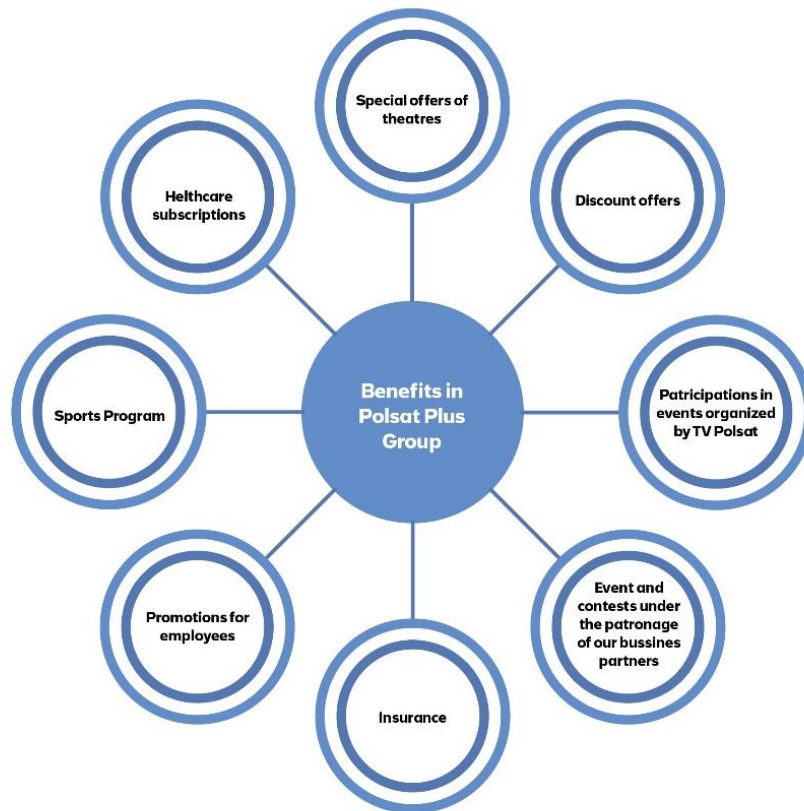 Special offers of
theatres
Helthcare
subscriptions
Discount offers
Benefits in
Polsat Plus
Group
Sports Program
Patricipations in
events organized
by TV Polsat
Promotions for
employees
Event and
contests under
the patronage
of our bussines
partners
Insurance